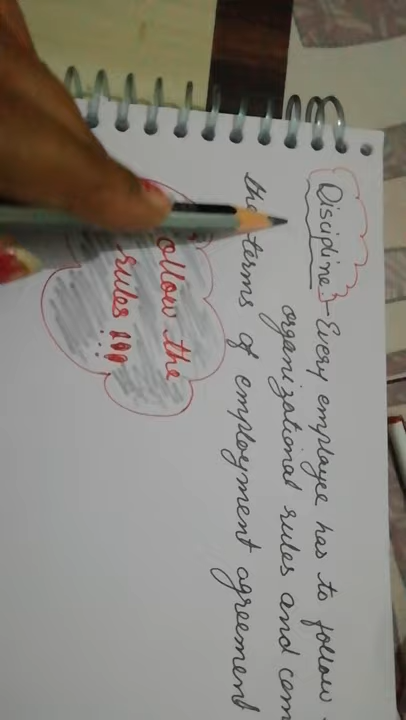 Discipline:- Every employee has to follow
organizational rules and
the terms of employment agreement
follow the
rules !!!